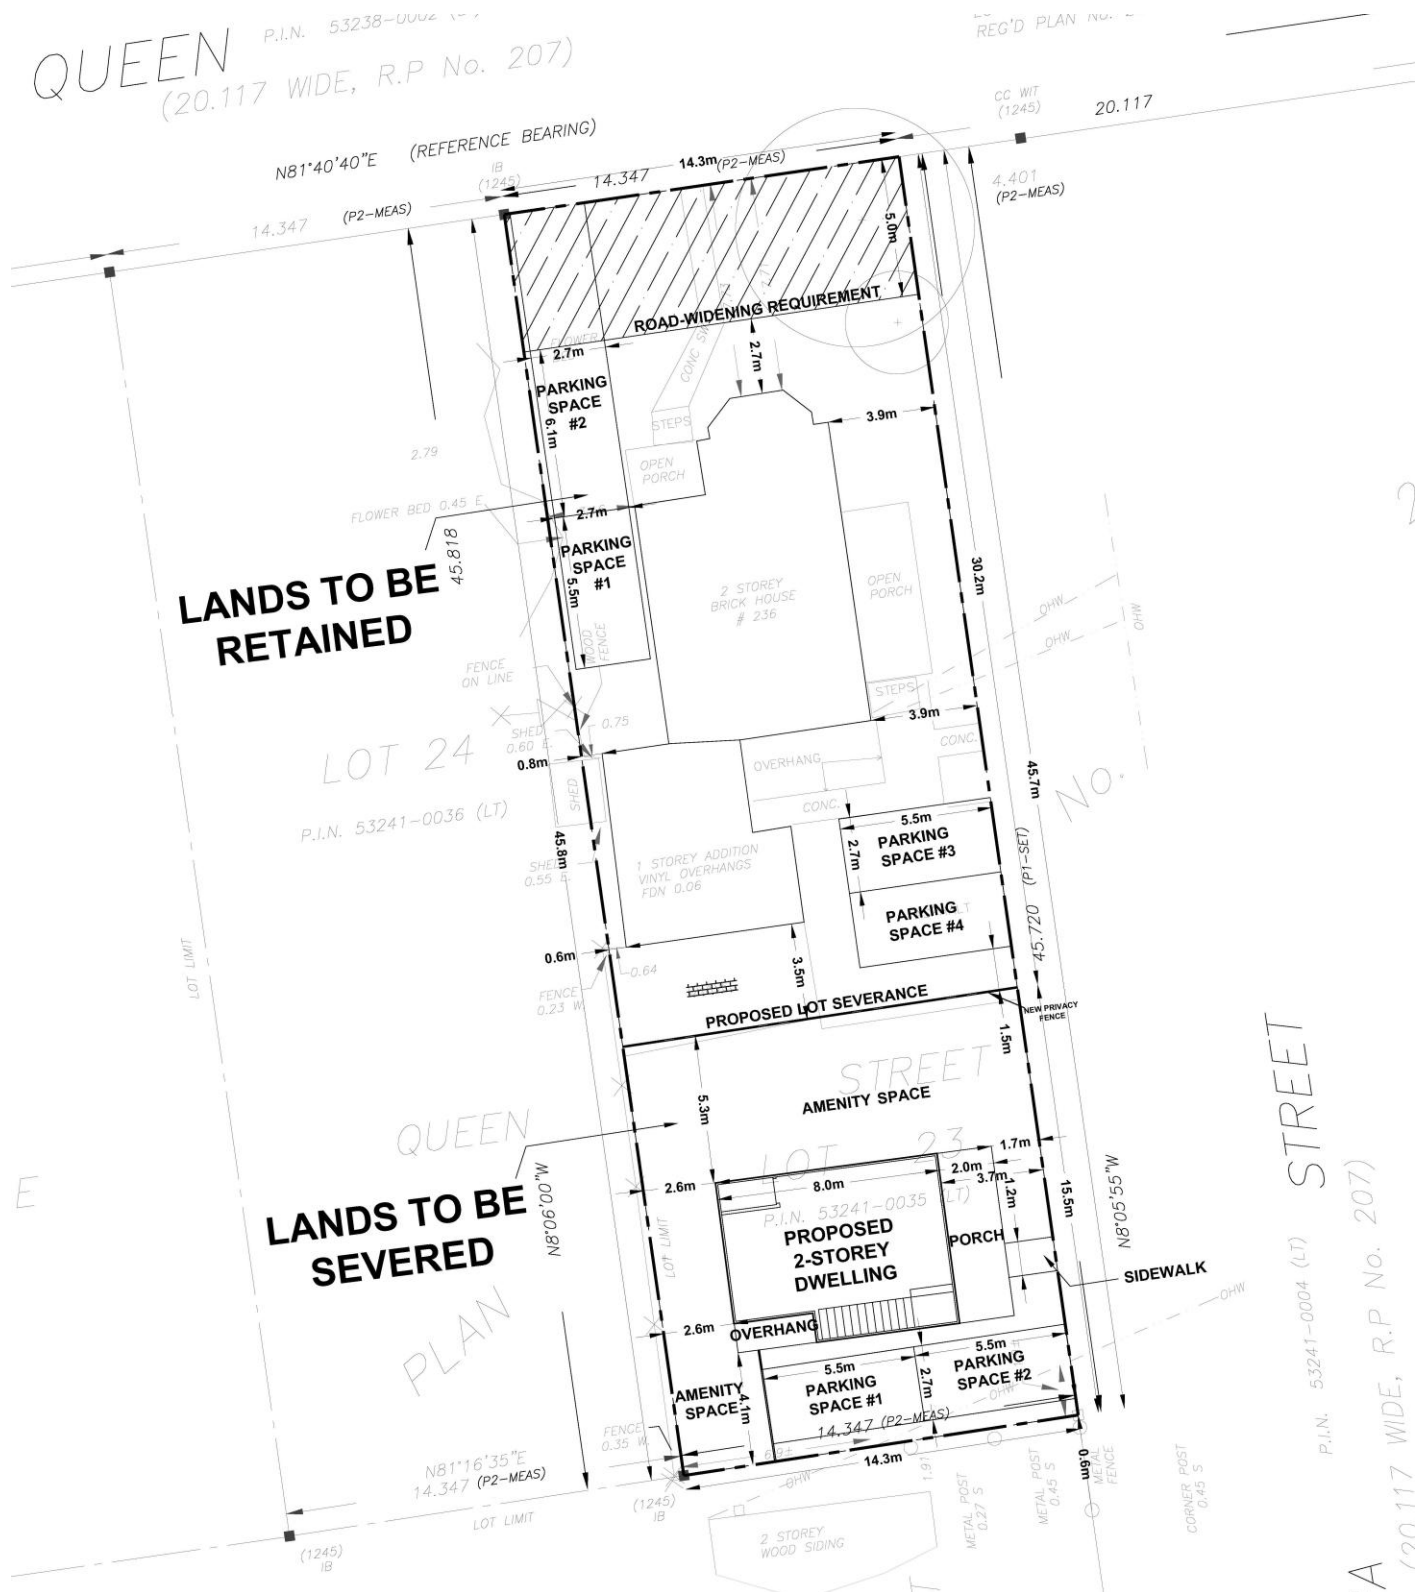 QUEEN
P.I.N. 53238-0002
(20.117 WIDE, R.P No. 207)
REG'D PLAN No.
CC WIT
(1245)
20.117
N81°40'40"E (REFERENCE BEARING)
IB
(1245)
14.3m (P2-MEAS)
14.347
14.347 (P2-MEAS)
4.401
(P2-MEAS)
5.0m
ROAD-WIDENING REQUIREMENT
FLOWER
2.7m
CONC
2.7m
PARKING
SPACE
#2
6.1m
STEPS
3.9m
OPEN
PORCH
2.79
FLOWER BED 0.45 E.
2.7m
45.818
LANDS TO BE
RETAINED
PARKING
SPACE
#1
5.5m
2 STOREY
BRICK HOUSE
# 236
OPEN
PORCH
30.2m
OHW
OHW
OHW
WOOD
FENCE
FENCE
ON LINE
STEPS
3.9m
LOT 24
SHED
0.60 E.
0.75
0.8m
SHED
OVERHANG
CONC.
CONC.
45.7m
No.
P.I.N. 53241-0036 (LT)
45.8m
5.5m
PARKING
SPACE #3
2.7m
1 STOREY ADDITION
VINYL OVERHANGS
FDN 0.06
SHED
0.55 E.
PARKING
SPACE #4
45.720 (P1-SET)
LOT LIMIT
0.6m
0.64
3.5m
FENCE
0.23 W.
PROPOSED LOT SEVERANCE
NEW PRIVACY
FENCE
1.5m
STREET
STREET
AMENITY SPACE
5.3m
QUEEN
LOT 23
1.7m
2.0m
3.7m
1.2m
2.6m
8.0m
P.I.N. 53241-0035 (LT)
15.5m
N8°05'55"W
E
LANDS TO BE
SEVERED
N8°06'00"W
LOT LIMIT
PROPOSED
2-STOREY
DWELLING
PORCH
SIDEWALK
OHW
PLAN
2.6m
OVERHANG
5.5m
5.5m
PARKING
SPACE #1
2.7m
PARKING
SPACE #2
OHW
AMENITY
SPACE
4.1m
14.347 (P2-MEAS)
FENCE
0.35 W.
N81°16'35"E
14.347 (P2-MEAS)
LOT LIMIT
14.3m
0.6m
(1245)
IB
OHW
1.91
METAL POST
0.27 S
METAL POST
0.45 S
METAL
FENCE
CORNER POST
0.45 S
2 STOREY
WOOD SIDING
(1245)
IB
P.I.N. 53241-0004 (LT)
(20.117 WIDE, R.P No. 207)
A